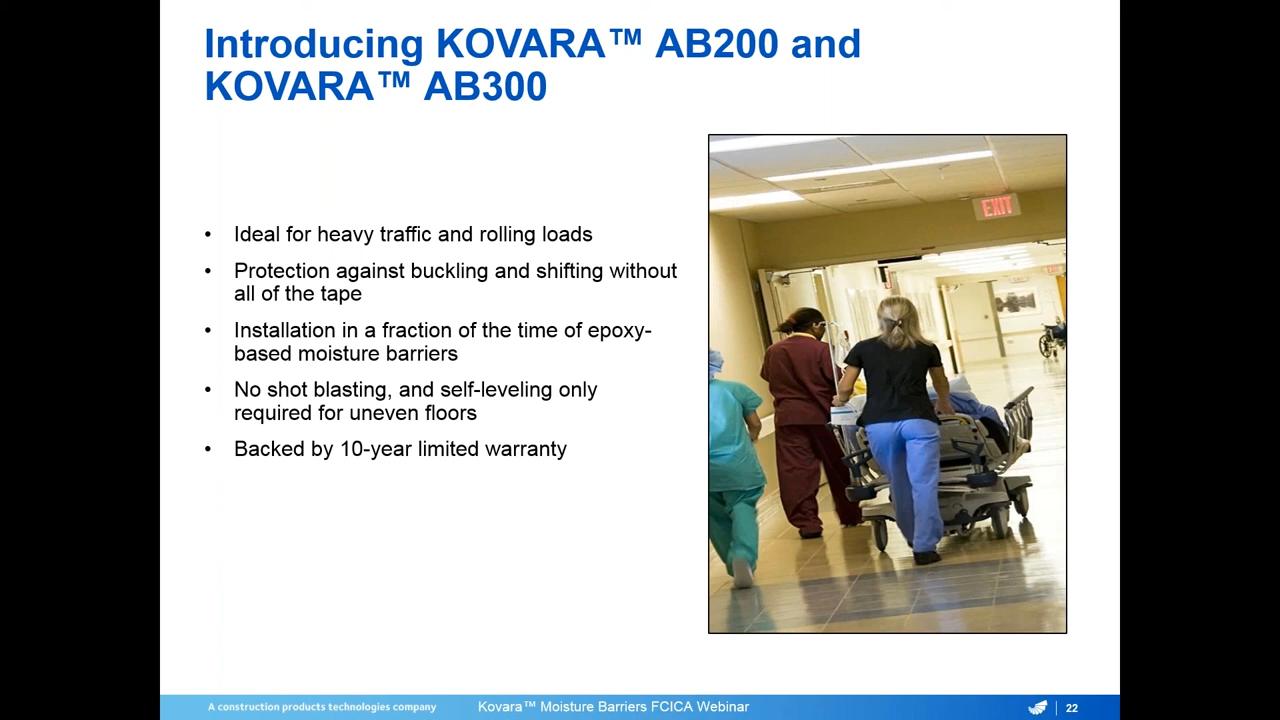 Introducing KOVARA™ AB200 and
KOVARA™ AB300
• Ideal for heavy traffic and rolling loads
• Protection against buckling and shifting without
all of the tape
• Installation in a fraction of the time of epoxy-
based moisture barriers
• No shot blasting, and self-leveling only
required for uneven floors
• Backed by 10-year limited warranty
EXIT
A construction products technologies company
Kovara™ Moisture Barriers FCICA Webinar
22